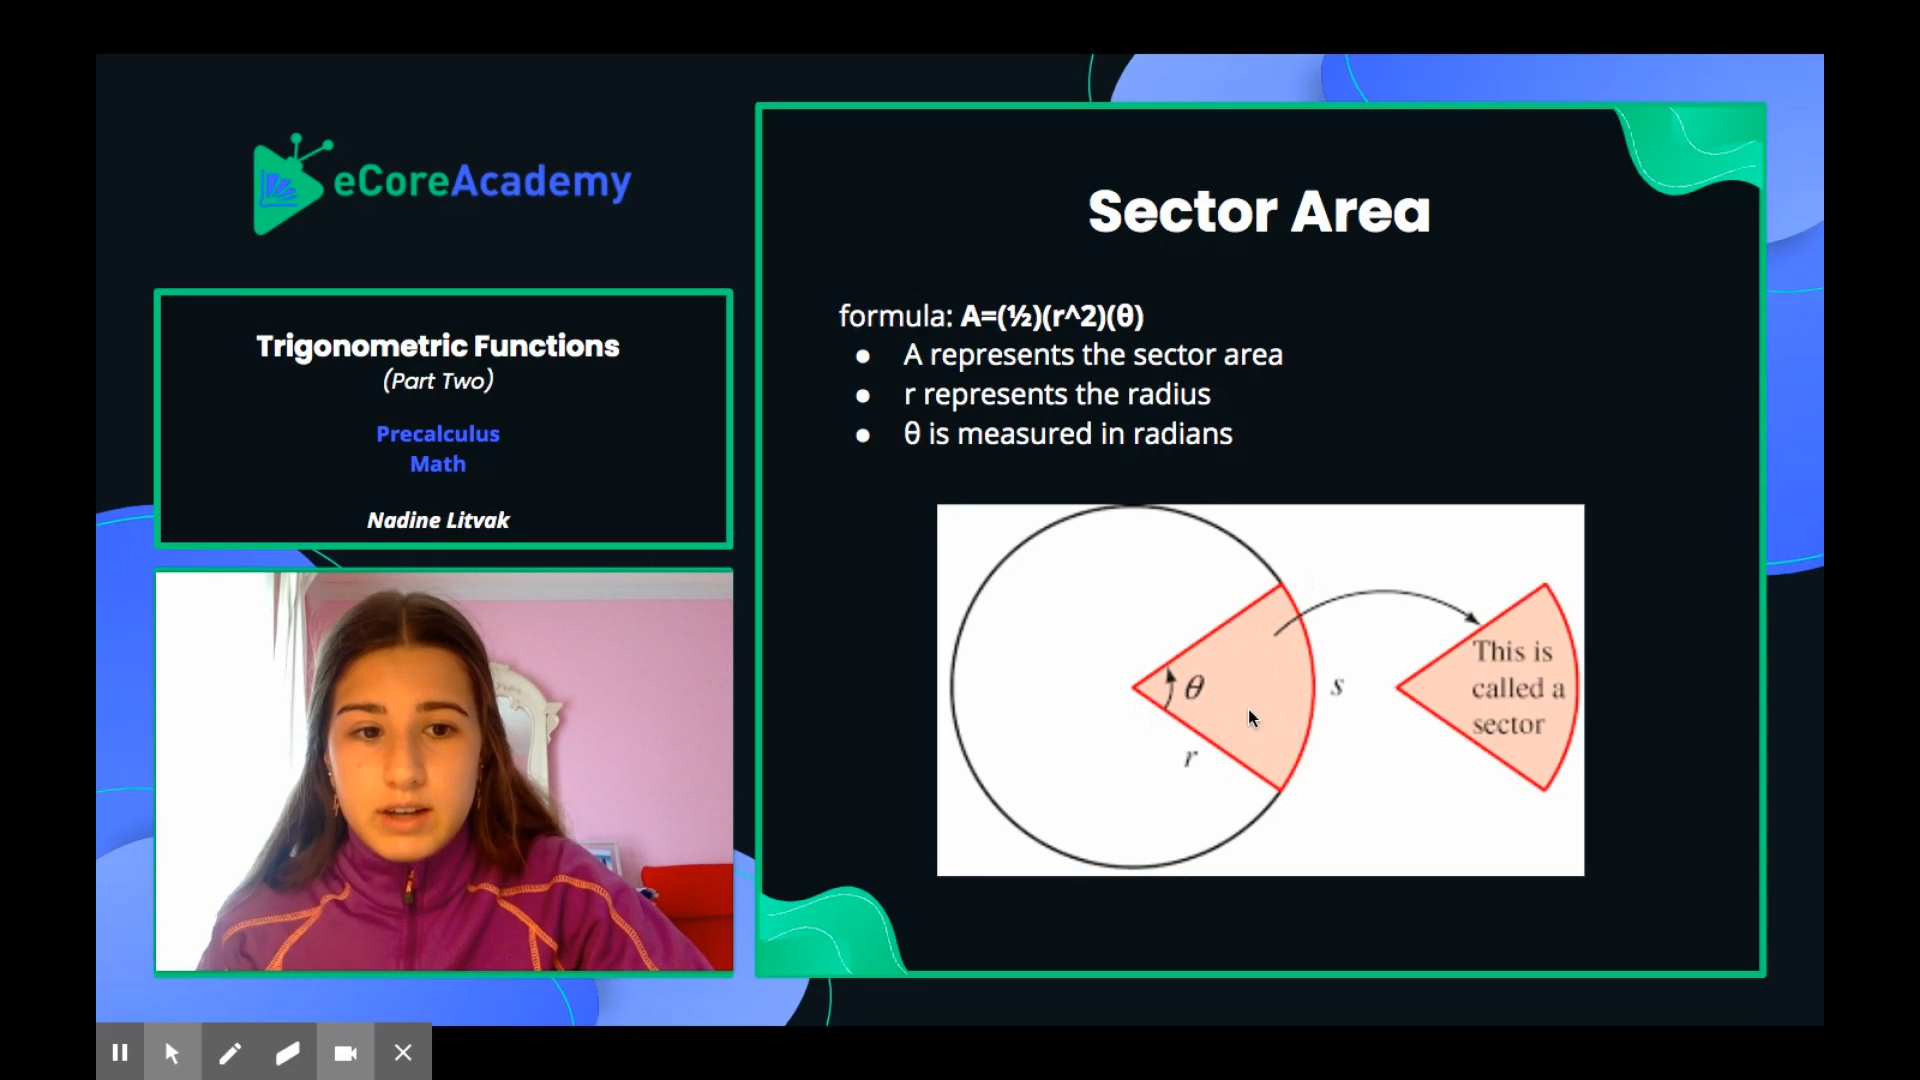 eCoreAcademy
Trigonometric Functions
(Part Two)
Precalculus
Math
Nadine Litvak
Sector Area
formula: A=(½)(r^2)(θ)
● A represents the sector area
● r represents the radius
● θ is measured in radians
θ
r
s
This is
called a
sector